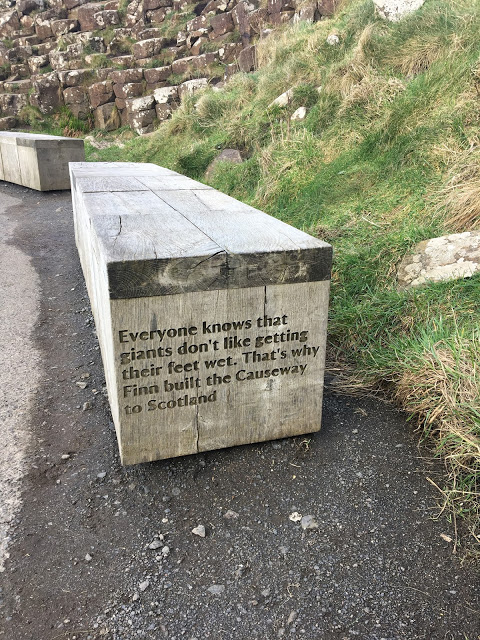 Everyone knows that
giants don't like getting
their feet wet. That's why
Finn built the Causeway
to Scotland